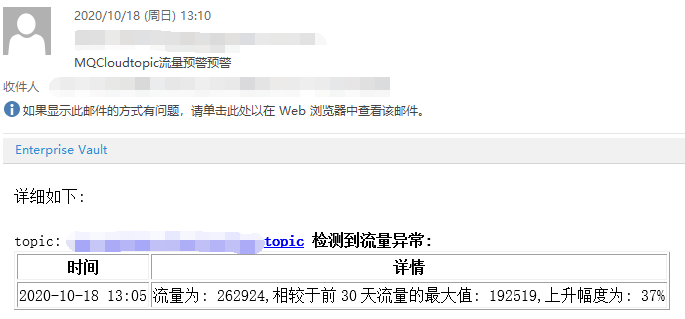 2020/10/18 (周日) 13:10
MQCloudtopic流量预警预警
收件人
如果显示此邮件的方式有问题，请单击此处以在 Web 浏览器中查看该邮件。
Enterprise Vault
详细如下:
topic: topic 检测到流量异常:
时间 详情
2020-10-18 13:05 流量为: 262924,相较于前30天流量的最大值: 192519,上升幅度为: 37%